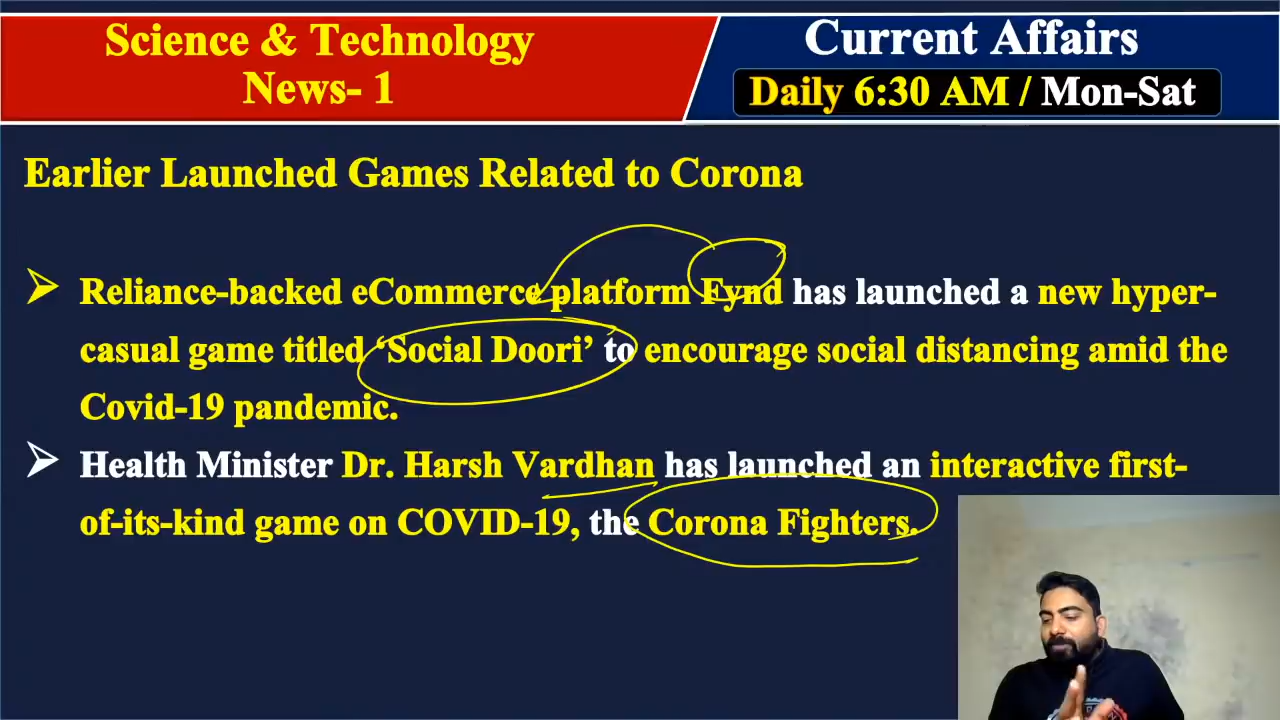 Science & Technology
News- 1
Current Affairs
Daily 6:30 AM / Mon-Sat
Earlier Launched Games Related to Corona
Reliance-backed eCommerce platform Fynd has launched a new hyper-
casual game titled ‘Social Doori’ to encourage social distancing amid the
Covid-19 pandemic.
Health Minister Dr. Harsh Vardhan has launched an interactive first-
of-its-kind game on COVID-19, the Corona Fighters.